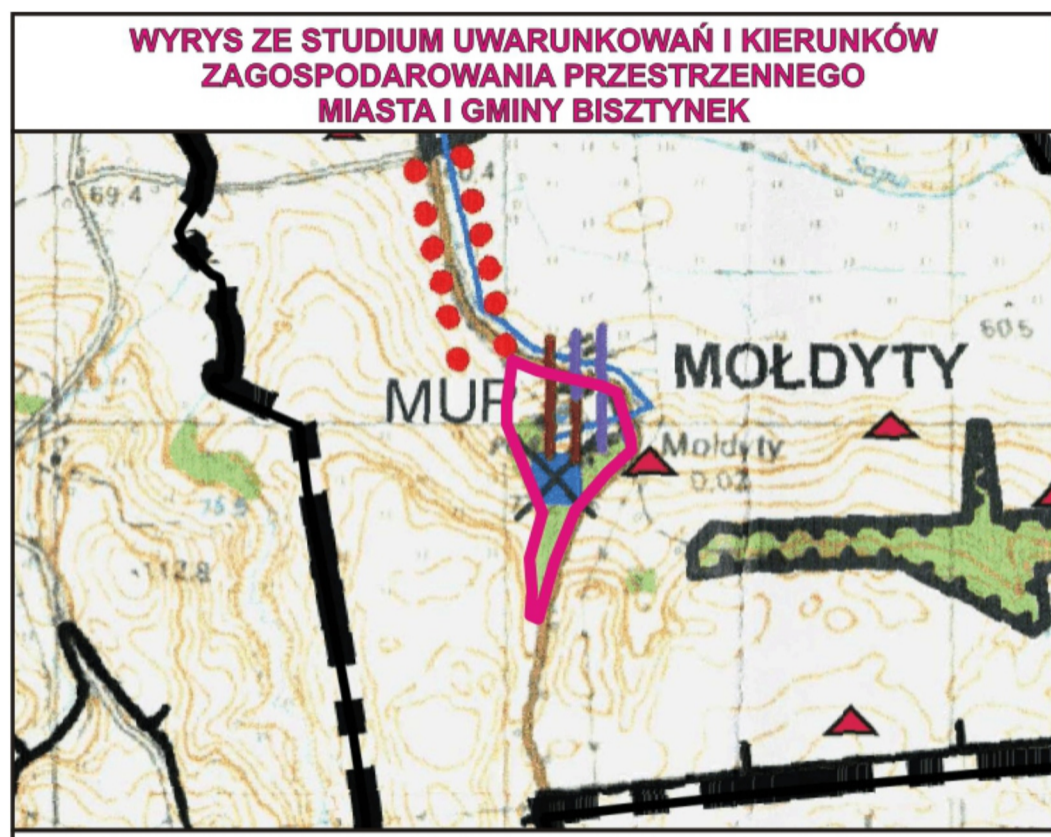 WYRYS ZE STUDIUM UWARUNKOWAŃ I KIERUNKÓW
ZAGOSPODAROWANIA PRZESTRZENNEGO
MIASTA I GMINY BISZTYNEK
69.4
60.5
MOŁDYTY
MUP
Mołdyty
0.02
112.8